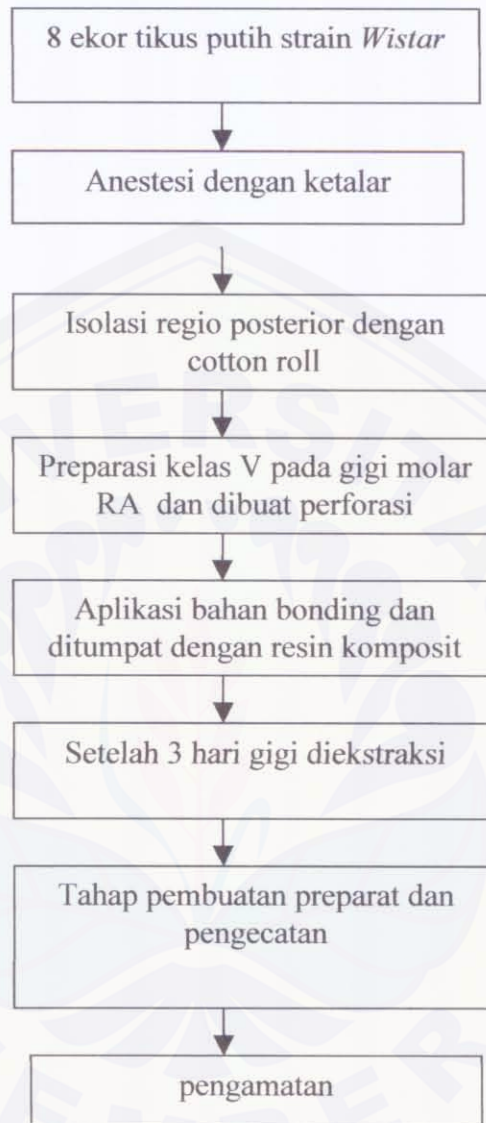 8 ekor tikus putih strain Wistar
Anestesi dengan ketalar
Isolasi regio posterior dengan
cotton roll
Preparasi kelas V pada gigi molar
RA dan dibuat perforasi
Aplikasi bahan bonding dan
ditumpat dengan resin komposit
Setelah 3 hari gigi diekstraksi
Tahap pembuatan preparat dan
pengecatan
pengamatan